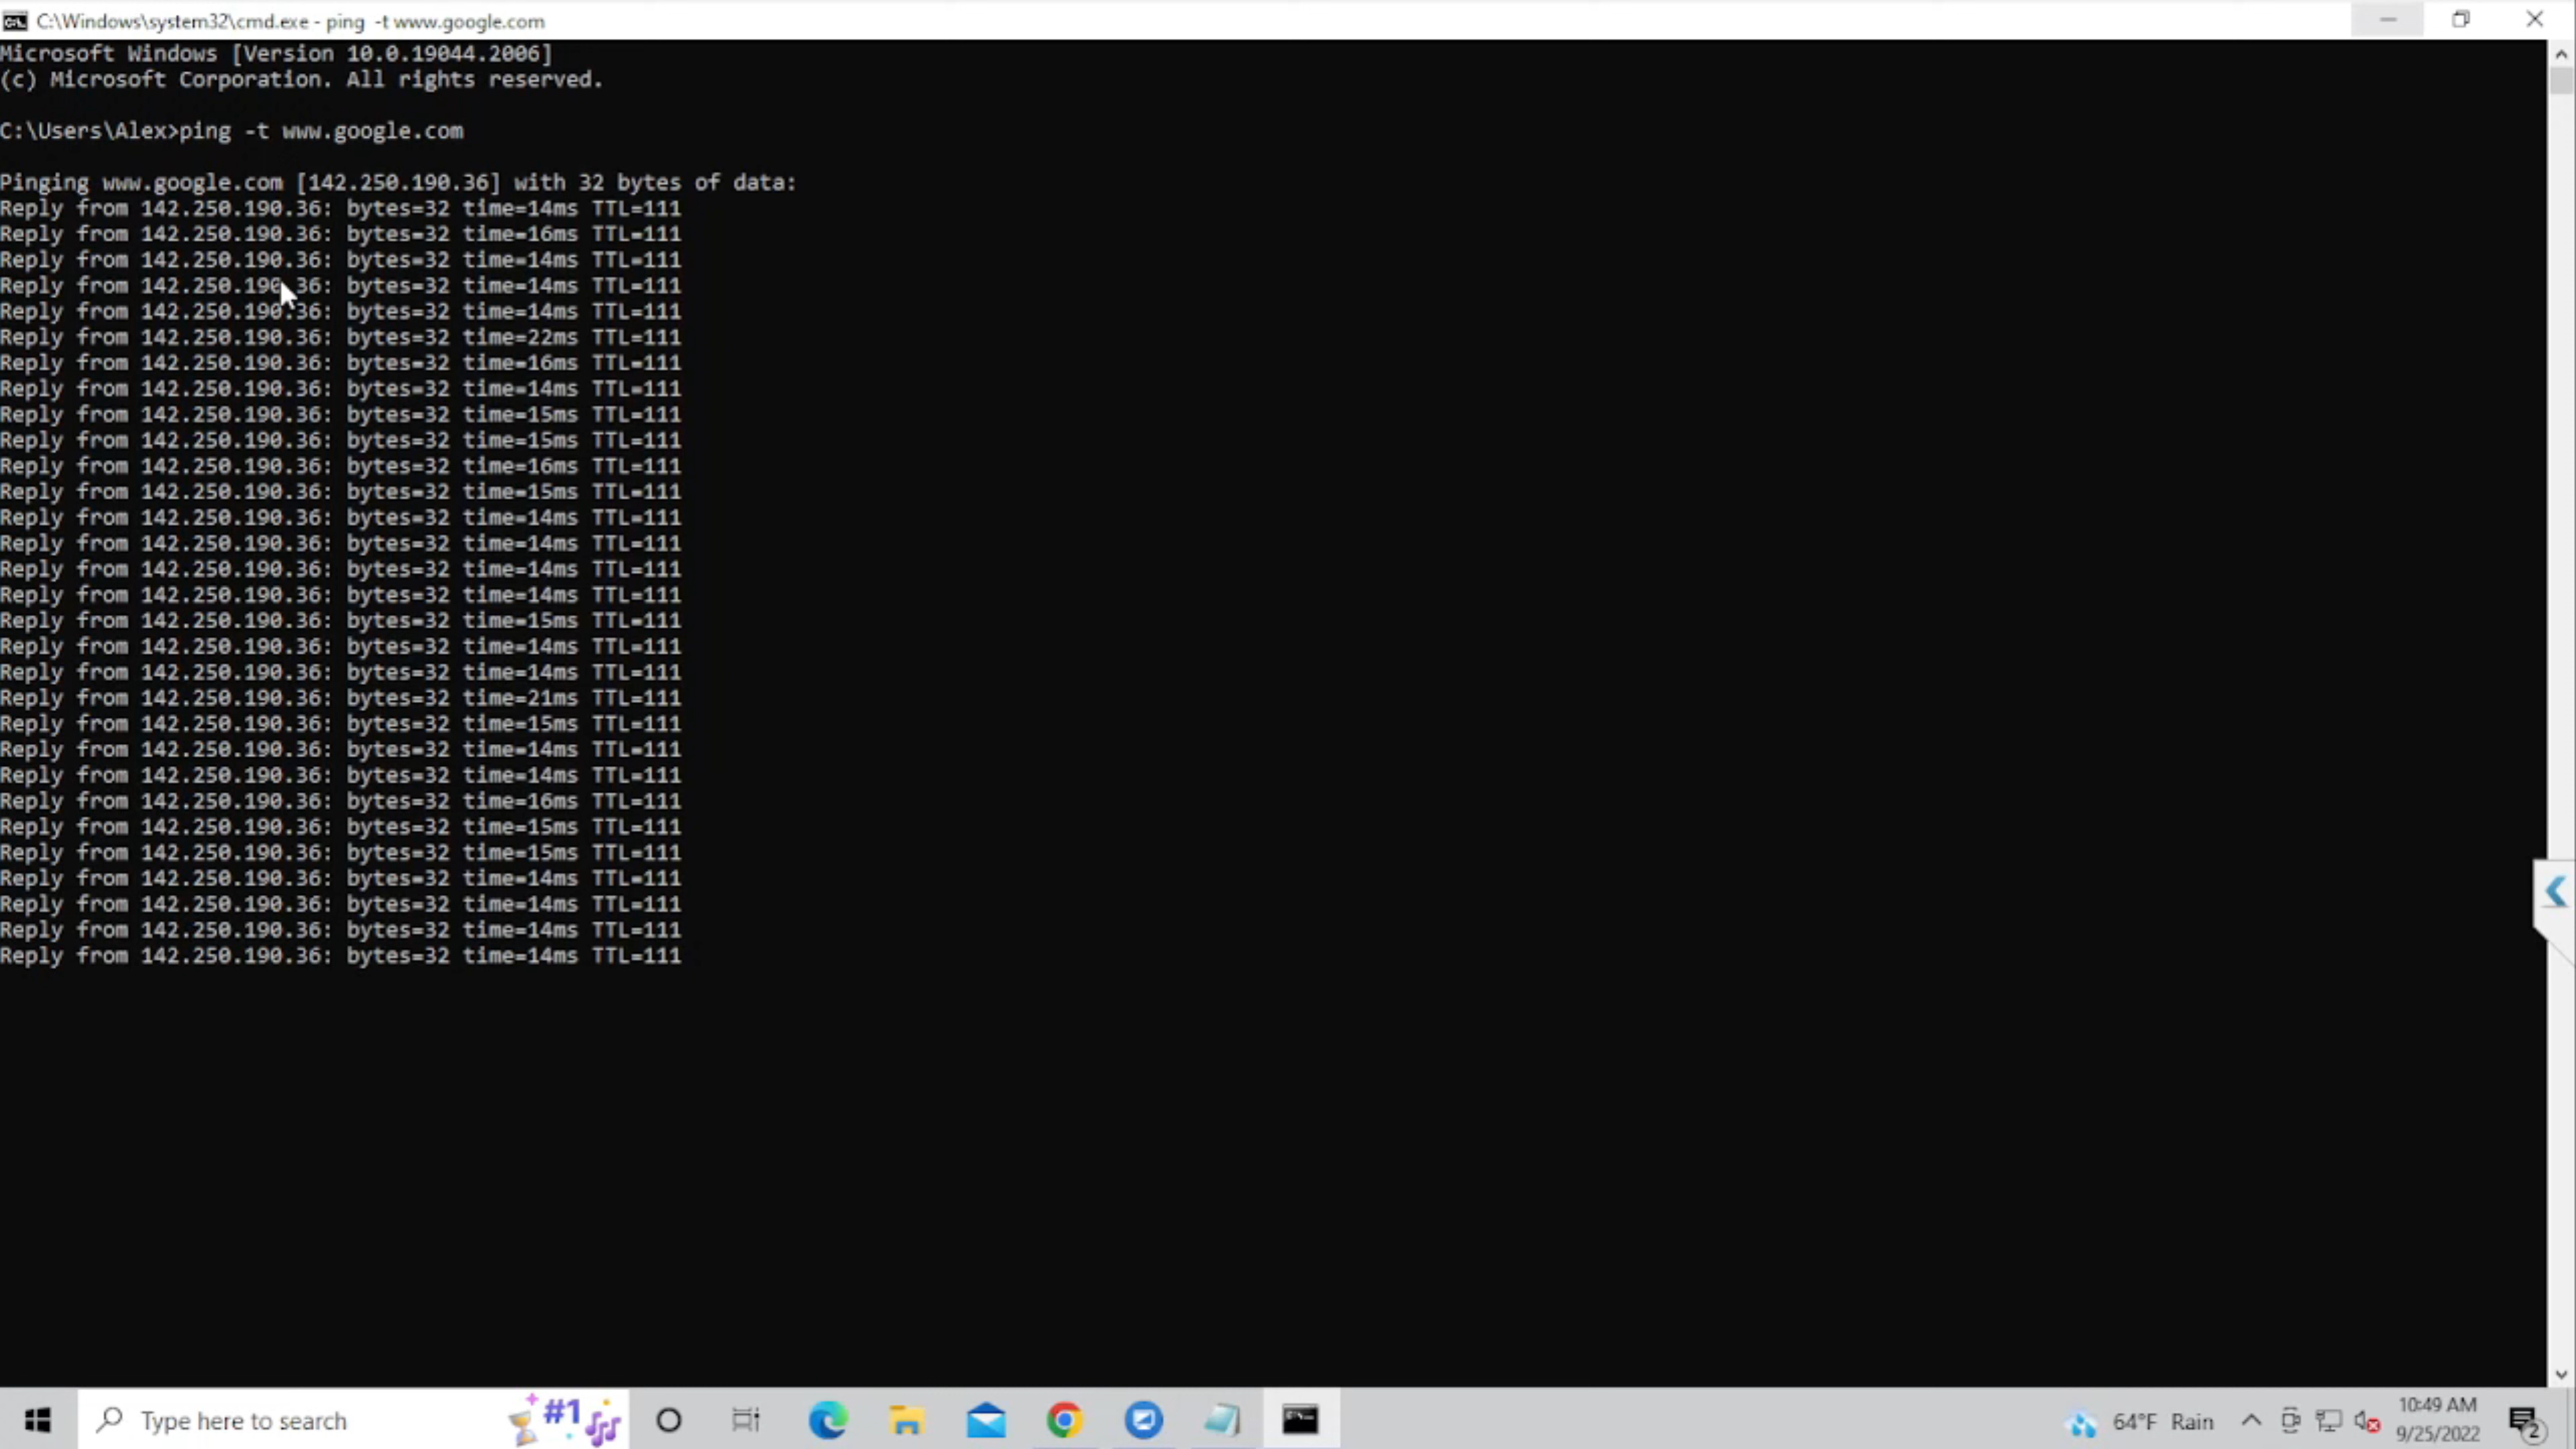 C:\Windows\system32\cmd.exe - ping  -t www.google.com
Microsoft Windows [Version 10.0.19044.2006]
(c) Microsoft Corporation. All rights reserved.
C:\Users\Alex>ping -t www.google.com
Pinging www.google.com [142.250.190.36] with 32 bytes of data:
Reply from 142.250.190.36: bytes=32 time=14ms TTL=111
Reply from 142.250.190.36: bytes=32 time=16ms TTL=111
Reply from 142.250.190.36: bytes=32 time=14ms TTL=111
Reply from 142.250.190.36: bytes=32 time=14ms TTL=111
Reply from 142.250.190.36: bytes=32 time=14ms TTL=111
Reply from 142.250.190.36: bytes=32 time=22ms TTL=111
Reply from 142.250.190.36: bytes=32 time=16ms TTL=111
Reply from 142.250.190.36: bytes=32 time=14ms TTL=111
Reply from 142.250.190.36: bytes=32 time=15ms TTL=111
Reply from 142.250.190.36: bytes=32 time=15ms TTL=111
Reply from 142.250.190.36: bytes=32 time=16ms TTL=111
Reply from 142.250.190.36: bytes=32 time=15ms TTL=111
Reply from 142.250.190.36: bytes=32 time=14ms TTL=111
Reply from 142.250.190.36: bytes=32 time=14ms TTL=111
Reply from 142.250.190.36: bytes=32 time=14ms TTL=111
Reply from 142.250.190.36: bytes=32 time=14ms TTL=111
Reply from 142.250.190.36: bytes=32 time=15ms TTL=111
Reply from 142.250.190.36: bytes=32 time=14ms TTL=111
Reply from 142.250.190.36: bytes=32 time=14ms TTL=111
Reply from 142.250.190.36: bytes=32 time=21ms TTL=111
Reply from 142.250.190.36: bytes=32 time=15ms TTL=111
Reply from 142.250.190.36: bytes=32 time=14ms TTL=111
Reply from 142.250.190.36: bytes=32 time=14ms TTL=111
Reply from 142.250.190.36: bytes=32 time=16ms TTL=111
Reply from 142.250.190.36: bytes=32 time=15ms TTL=111
Reply from 142.250.190.36: bytes=32 time=15ms TTL=111
Reply from 142.250.190.36: bytes=32 time=14ms TTL=111
Reply from 142.250.190.36: bytes=32 time=14ms TTL=111
Reply from 142.250.190.36: bytes=32 time=14ms TTL=111
Reply from 142.250.190.36: bytes=32 time=14ms TTL=111
Type here to search
#1
64°F Rain
10:49 AM
9/25/2022
2